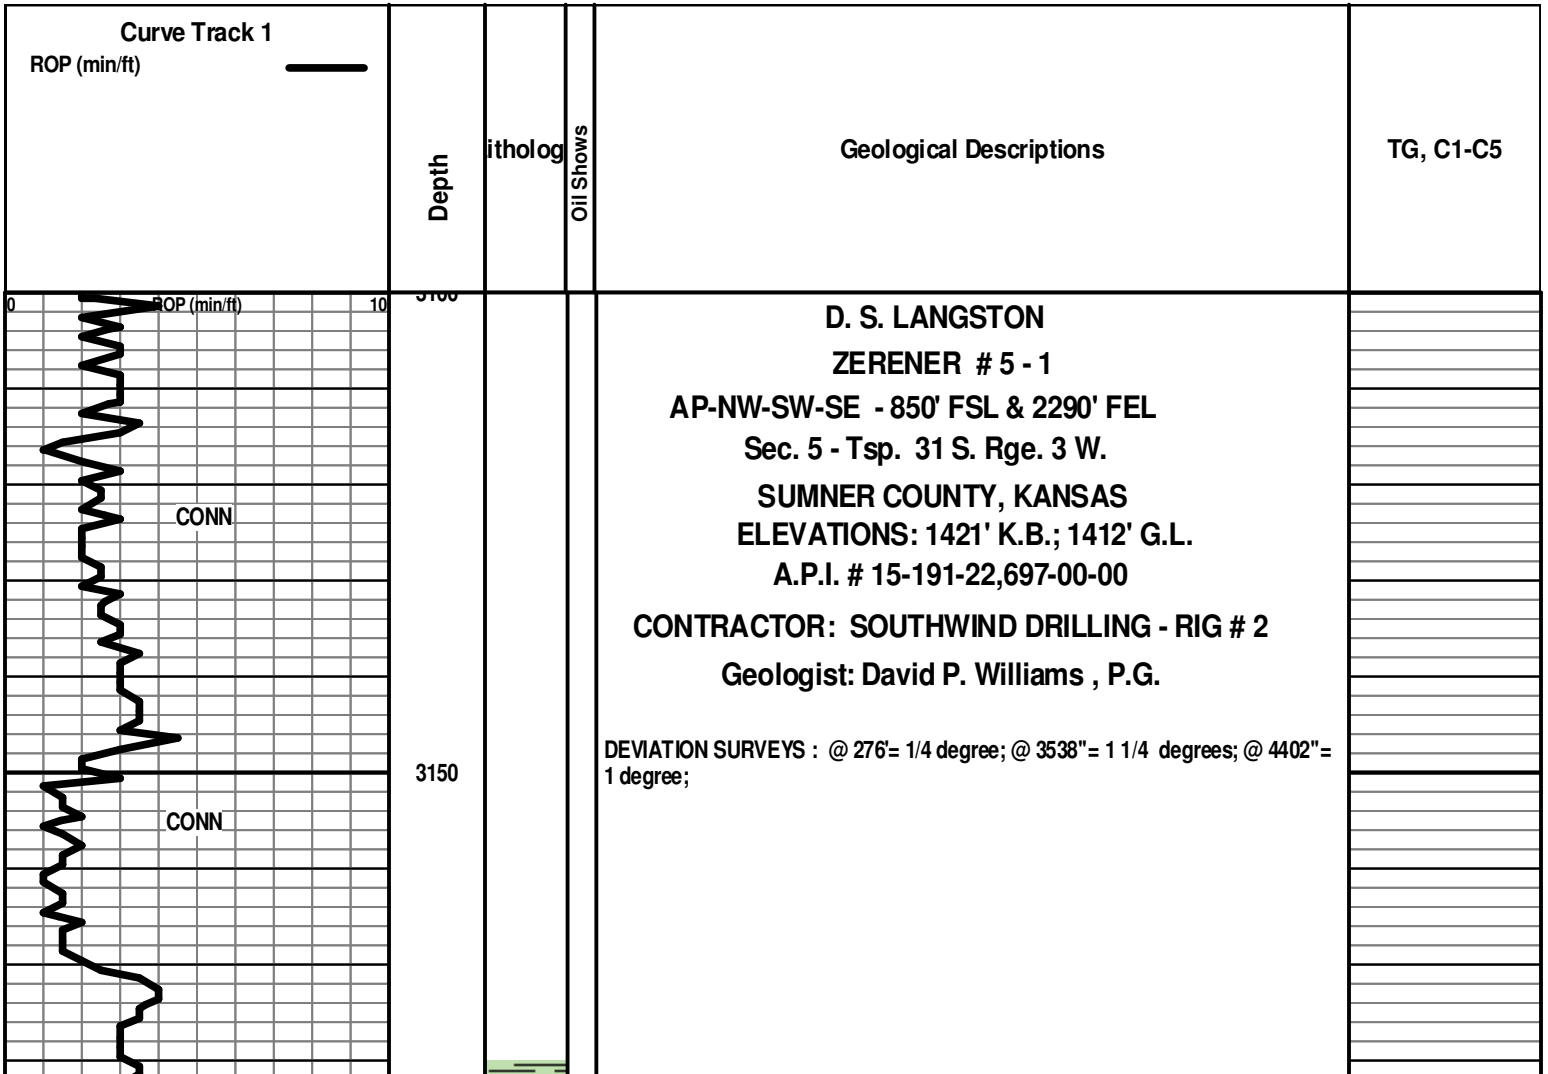 Curve Track 1
ROP (min/ft)
Depth
itholog
Oil Shows
Geological Descriptions
TG, C1-C5
0 ROP (min/ft) 10
3100
D. S. LANGSTON
ZERENER # 5 - 1
AP-NW-SW-SE - 850' FSL & 2290' FEL
Sec. 5 - Tsp. 31 S. Rge. 3 W.
SUMNER COUNTY, KANSAS
CONN
ELEVATIONS: 1421' K.B.; 1412' G.L.
A.P.I. # 15-191-22,697-00-00
CONTRACTOR: SOUTHWIND DRILLING - RIG # 2
Geologist: David P. Williams , P.G.
DEVIATION SURVEYS : @ 276'= 1/4 degree; @ 3538"= 1 1/4 degrees; @ 4402"=
1 degree;
3150
CONN